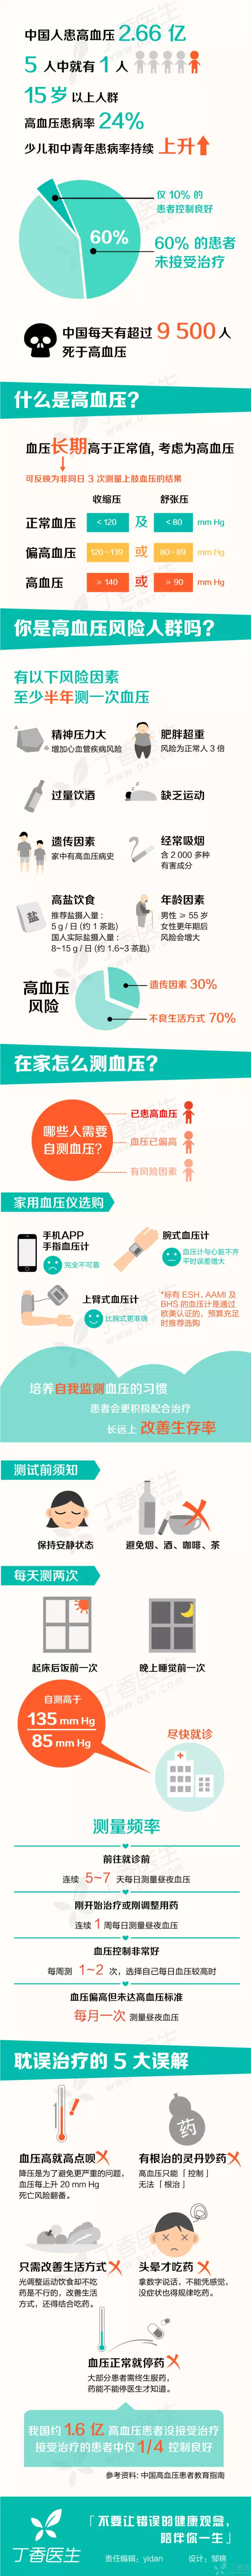 中国人患高血压 2.66 亿
5 人中就有 1 人
15岁 以上人群
高血压患病率 24%
少儿和中青年患病率持续 上升
仅 10% 的
患者控制良好
60%
60% 的患者
未接受治疗
中国每天有超过 9 500 人
死于高血压
什么是高血压？
血压长期高于正常值, 考虑为高血压
可反映为非同日 3 次测量上肢血压的结果
收缩压 舒张压
正常血压 < 120 及 < 80 mm Hg
偏高血压 120~139 或 80~89 mm Hg
高血压 ≥ 140 或 ≥ 90 mm Hg
你是高血压风险人群吗？
有以下风险因素
至少半年测一次血压
精神压力大
增加心血管疾病风险
肥胖超重
风险为正常人 3 倍
过量饮酒
缺乏运动
遗传因素
家中有高血压病史
经常吸烟
含 2 000 多种
有害成分
盐
高盐饮食
推荐盐摄入量 :
5 g / 日 (约 1 茶匙)
国人实际盐摄入量 :
8~15 g / 日 (约 1.6~3 茶匙)
年龄因素
男性 ≥ 55 岁
女性更年期后
风险会增大
高血压
风险
遗传因素 30%
不良生活方式 70%
在家怎么测血压？
哪些人需要
自测血压?
已患高血压
血压已偏高
有风险因素
家用血压仪选购
手机APP
手指血压计
完全不可靠
腕式血压计
血压计与心脏不齐
平时误差增大
上臂式血压计
比腕式更准确
*标有 ESH、AAMI 及
BHS 的血压计是通过
欧美认证的，预算充足
时推荐选购
培养自我监测血压的习惯
患者会更积极配合治疗
长远上 改善生存率
测试前须知
保持安静状态
避免烟、酒、咖啡、茶
每天测两次
起床后饭前一次
晚上睡觉前一次
自测高于
135 mm Hg
85 mm Hg
尽快就诊
测量频率
前往就诊前
连续 5~7 天每日测量昼夜血压
刚开始治疗或刚调整用药
连续 1 周每日测量昼夜血压
血压控制非常好
每周测 1~2 次，选择自己每日血压较高时
血压偏高但未达高血压标准
每月一次 测量昼夜血压
耽误治疗的 5 大误解
血压高就高点呗
降压是为了避免更严重的问题，
血压每上升 20 mm Hg
死亡风险翻番。
药
有根治的灵丹妙药
高血压只能「控制」
无法「根治」
只需改善生活方式
光调整运动饮食却不吃
药是不行的，改善生活
方式，还得结合吃药。
头晕才吃药
拿数字说话，不能凭感觉，
没症状也得规律吃药。
血压正常就停药
大部分患者需终生服药，
药能不能停医生才知道。
我国约 1.6 亿 高血压患者没接受治疗
接受治疗的患者中仅 1/4 控制良好
参考资料: 中国高血压患者教育指南
丁香医生
「不要让错误的健康观念，
陪伴你一生」
责任编辑：yidan 设计：邹锦